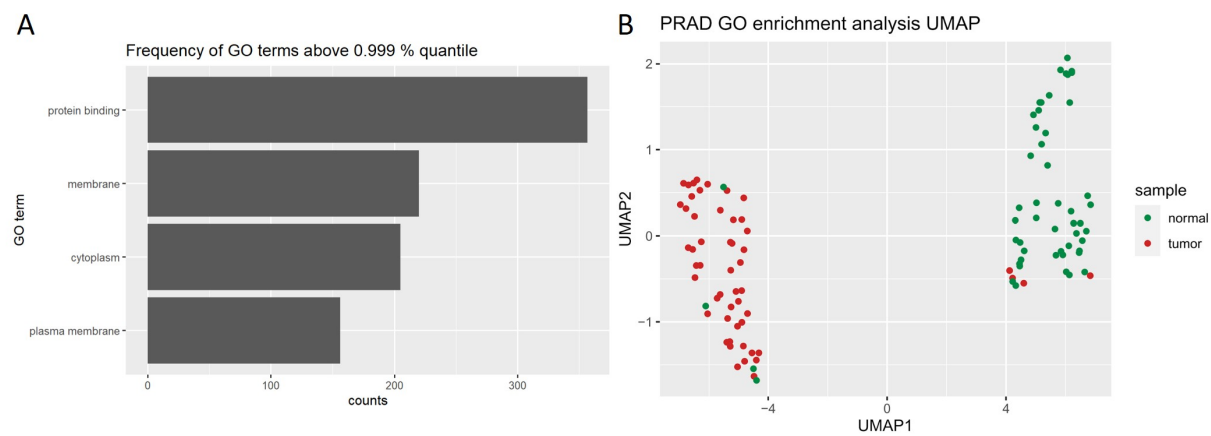 A
Frequency of GO terms above 0.999 % quantile
GO term
protein binding
membrane
cytoplasm
plasma membrane
0
100
200
300
counts
B
PRAD GO enrichment analysis UMAP
UMAP2
2
1
0
−1
−4
0
4
UMAP1
sample
normal
tumor